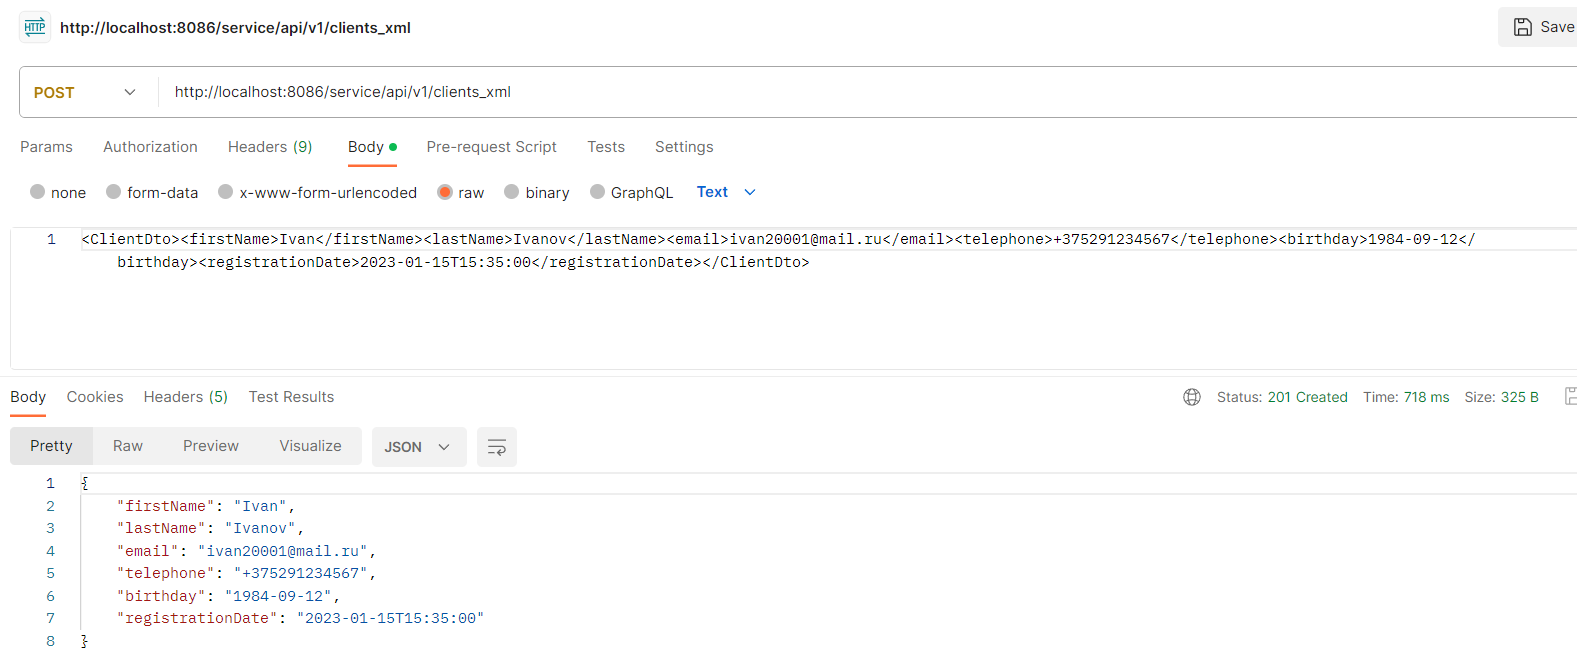 HTTP http://localhost:8086/service/api/v1/clients_xml Save
POST http://localhost:8086/service/api/v1/clients_xml
Params Authorization Headers (9) Body Pre-request Script Tests Settings
none form-data x-www-form-urlencoded raw binary GraphQL Text
1 <ClientDto><firstName>Ivan</firstName><lastName>Ivanov</lastName><email>ivan20001@mail.ru</email><telephone>+375291234567</telephone><birthday>1984-09-12</
birthday><registrationDate>2023-01-15T15:35:00</registrationDate></ClientDto>
Body Cookies Headers (5) Test Results Status: 201 Created Time: 718 ms Size: 325 B
Pretty Raw Preview Visualize JSON
1 {
2 "firstName": "Ivan",
3 "lastName": "Ivanov",
4 "email": "ivan20001@mail.ru",
5 "telephone": "+375291234567",
6 "birthday": "1984-09-12",
7 "registrationDate": "2023-01-15T15:35:00"
8 }